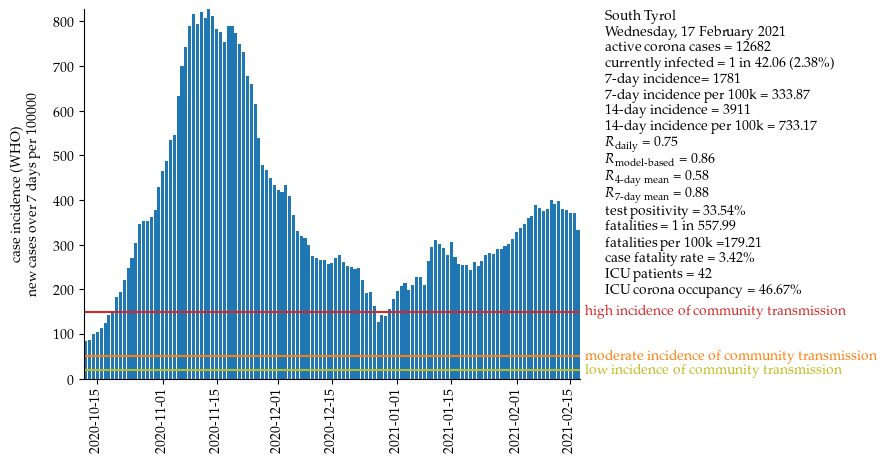 South Tyrol
Wednesday, 17 February 2021
active corona cases = 12682
currently infected = 1 in 42.06 (2.38%)
7-day incidence= 1781
7-day incidence per 100k = 333.87
14-day incidence = 3911
14-day incidence per 100k = 733.17
R daily = 0.75
R model-based = 0.86
R 4-day mean = 0.58
R 7-day mean = 0.88
test positivity = 33.54%
fatalities = 1 in 557.99
fatalities per 100k =179.21
case fatality rate = 3.42%
ICU patients = 42
ICU corona occupancy = 46.67%
high incidence of community transmission
moderate incidence of community transmission
low incidence of community transmission
case incidence (WHO)
new cases over 7 days per 100000
800
700
600
500
400
300
200
100
0
2020-10-15
2020-11-01
2020-11-15
2020-12-01
2020-12-15
2021-01-01
2021-01-15
2021-02-01
2021-02-15